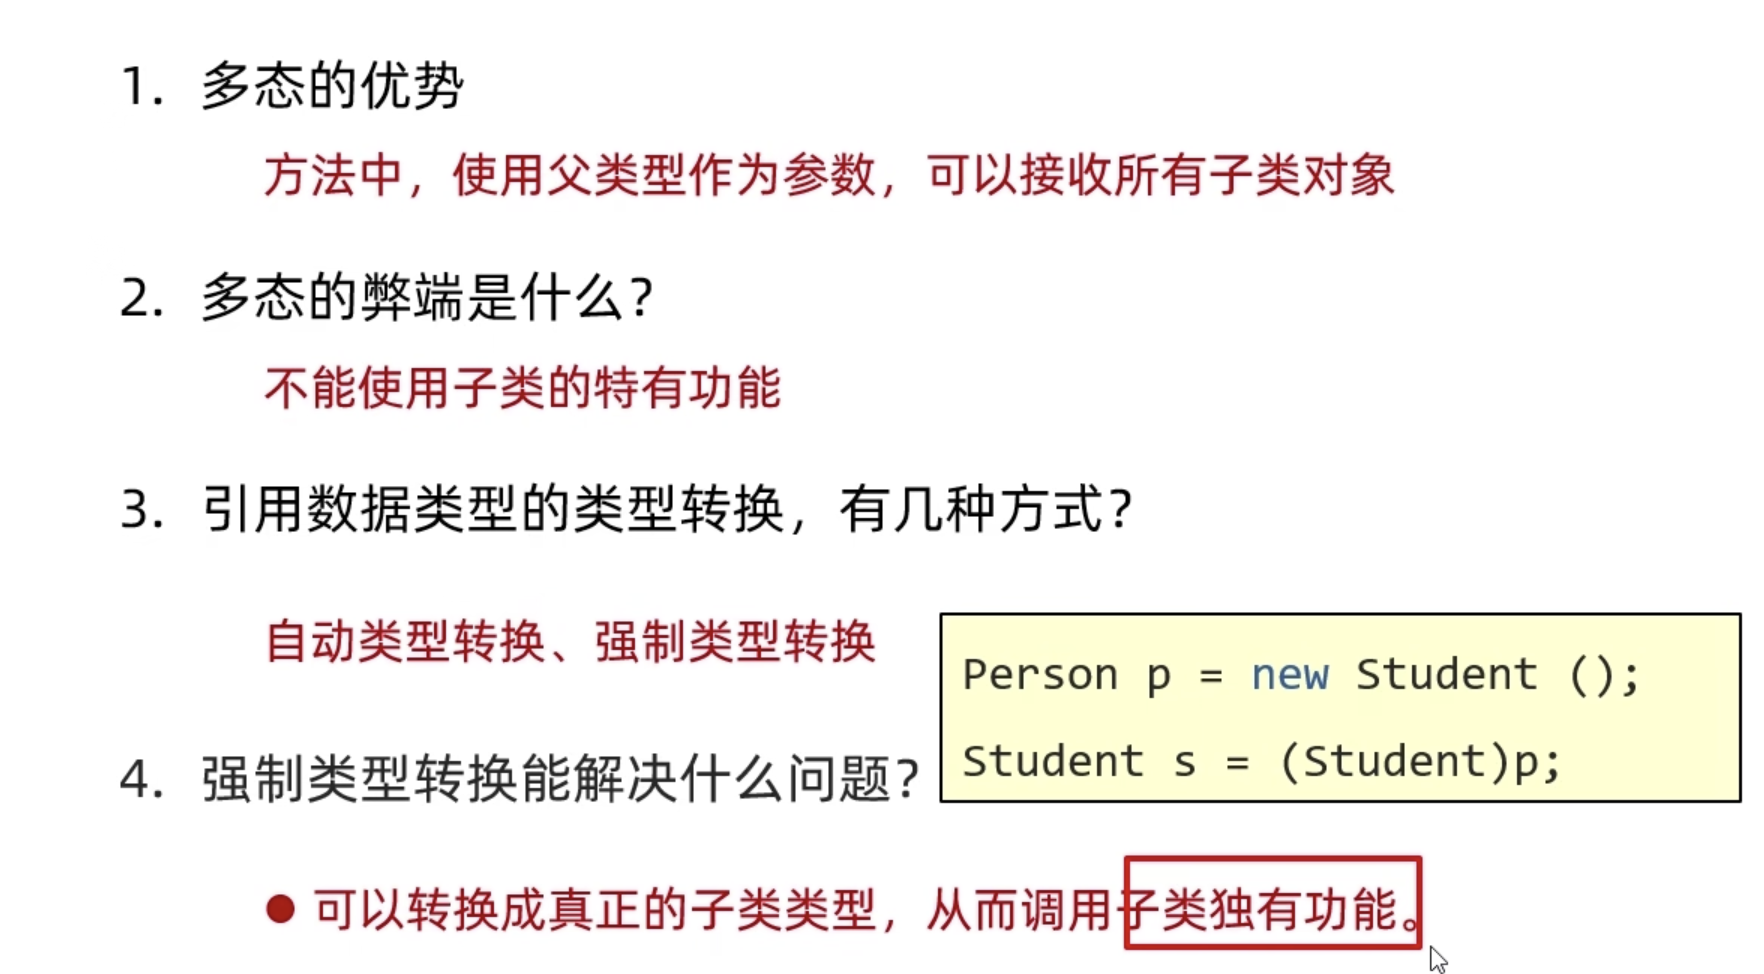 1. 多态的优势
方法中，使用父类型作为参数，可以接收所有子类对象
2. 多态的弊端是什么？
不能使用子类的特有功能
3. 引用数据类型的类型转换，有几种方式？
自动类型转换、强制类型转换
Person p = new Student ();
Student s = (Student)p;
4. 强制类型转换能解决什么问题？
● 可以转换成真正的子类类型，从而调用子类独有功能。